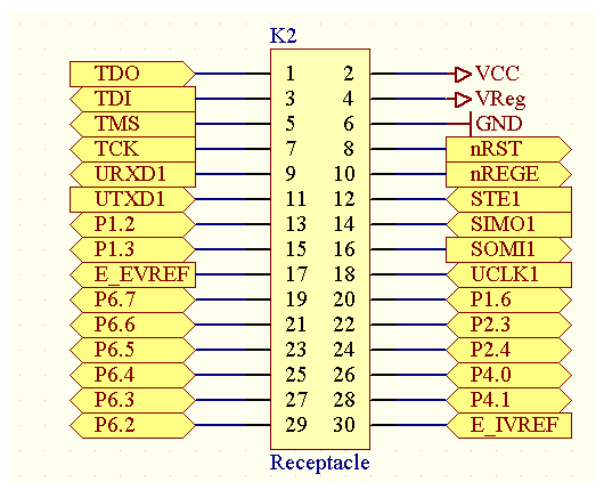 K2
TDO 1 2 VCC
TDI 3 4 VReg
TMS 5 6 GND
TCK 7 8 nRST
URXD1 9 10 nREGE
UTXD1 11 12 STE1
P1.2 13 14 SIMO1
P1.3 15 16 SOMI1
E_EVREF 17 18 UCLK1
P6.7 19 20 P1.6
P6.6 21 22 P2.3
P6.5 23 24 P2.4
P6.4 25 26 P4.0
P6.3 27 28 P4.1
P6.2 29 30 E_IVREF
Receptacle